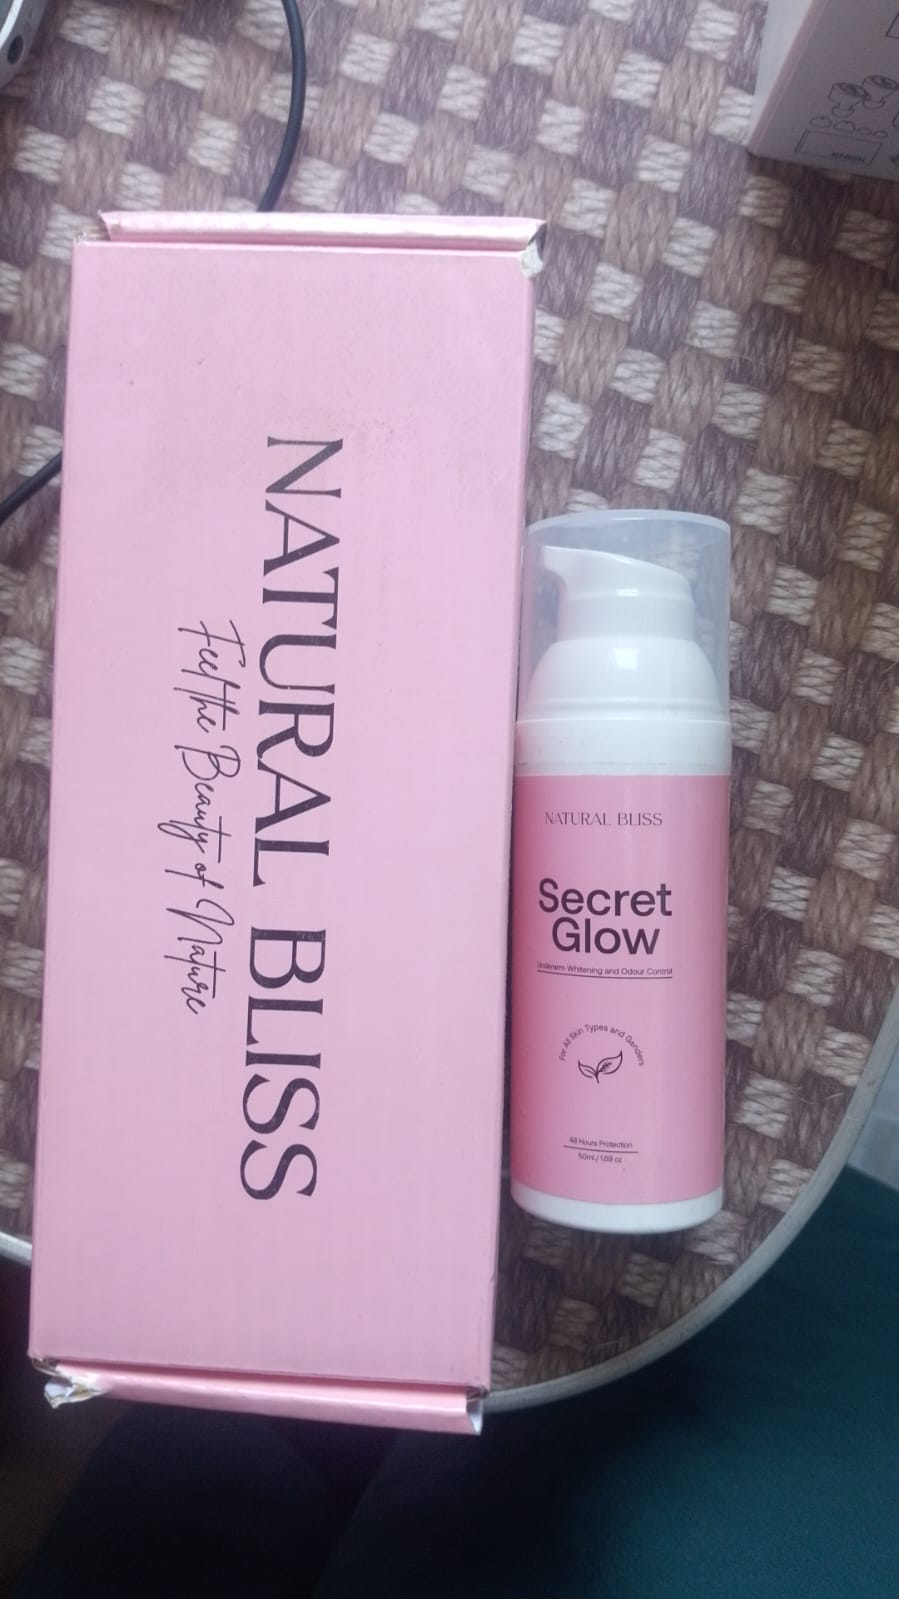 NATURAL BLISS
Feel the Beauty of Nature
NATURAL BLISS
Secret
Glow
Underarm Whitening and Odour Control
For All Skin Types and Genders
48 Hours Protection
50ml / 1.69 oz